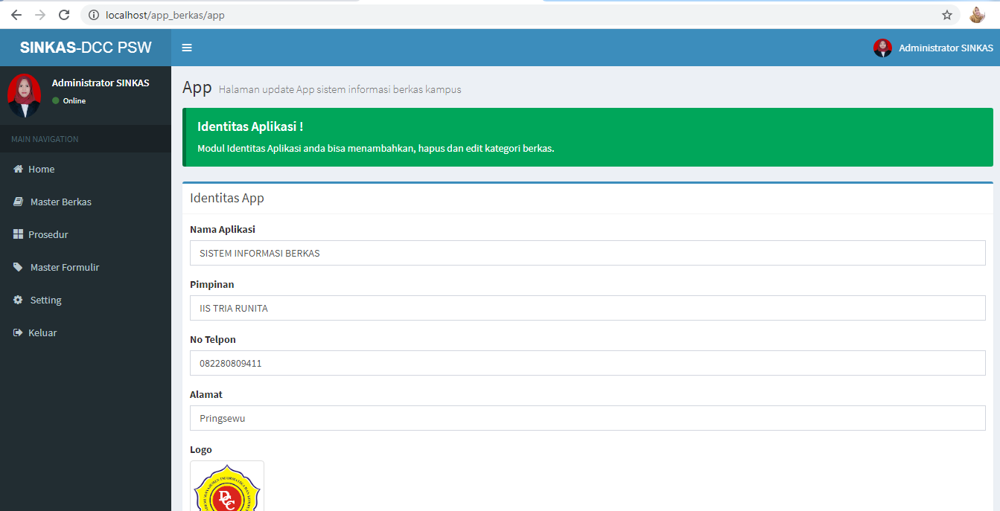 localhost/app_berkas/app
SINKAS-DCC PSW
Administrator SINKAS
Administrator SINKAS
Online
MAIN NAVIGATION
Home
Master Berkas
Prosedur
Master Formulir
Setting
Keluar
App Halaman update App sistem informasi berkas kampus
Identitas Aplikasi !
Modul Identitas Aplikasi anda bisa menambahkan, hapus dan edit kategori berkas.
Identitas App
Nama Aplikasi
SISTEM INFORMASI BERKAS
Pimpinan
IIS TRIA RUNITA
No Telpon
082280809411
Alamat
Pringsewu
Logo
DCC